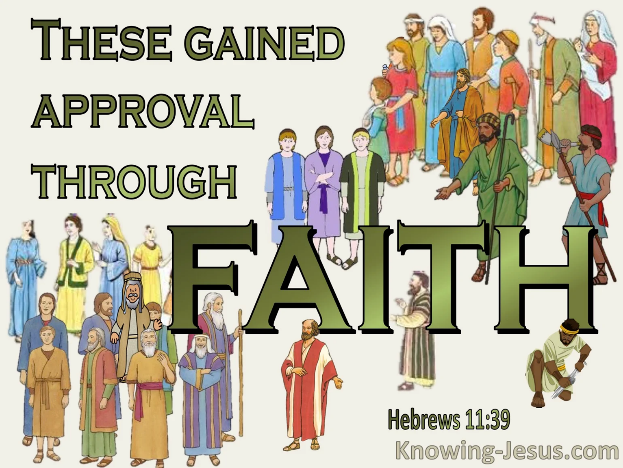 THESE GAINED
APPROVAL
THROUGH
FAITH
Hebrews 11:39
Knowing-Jesus.com